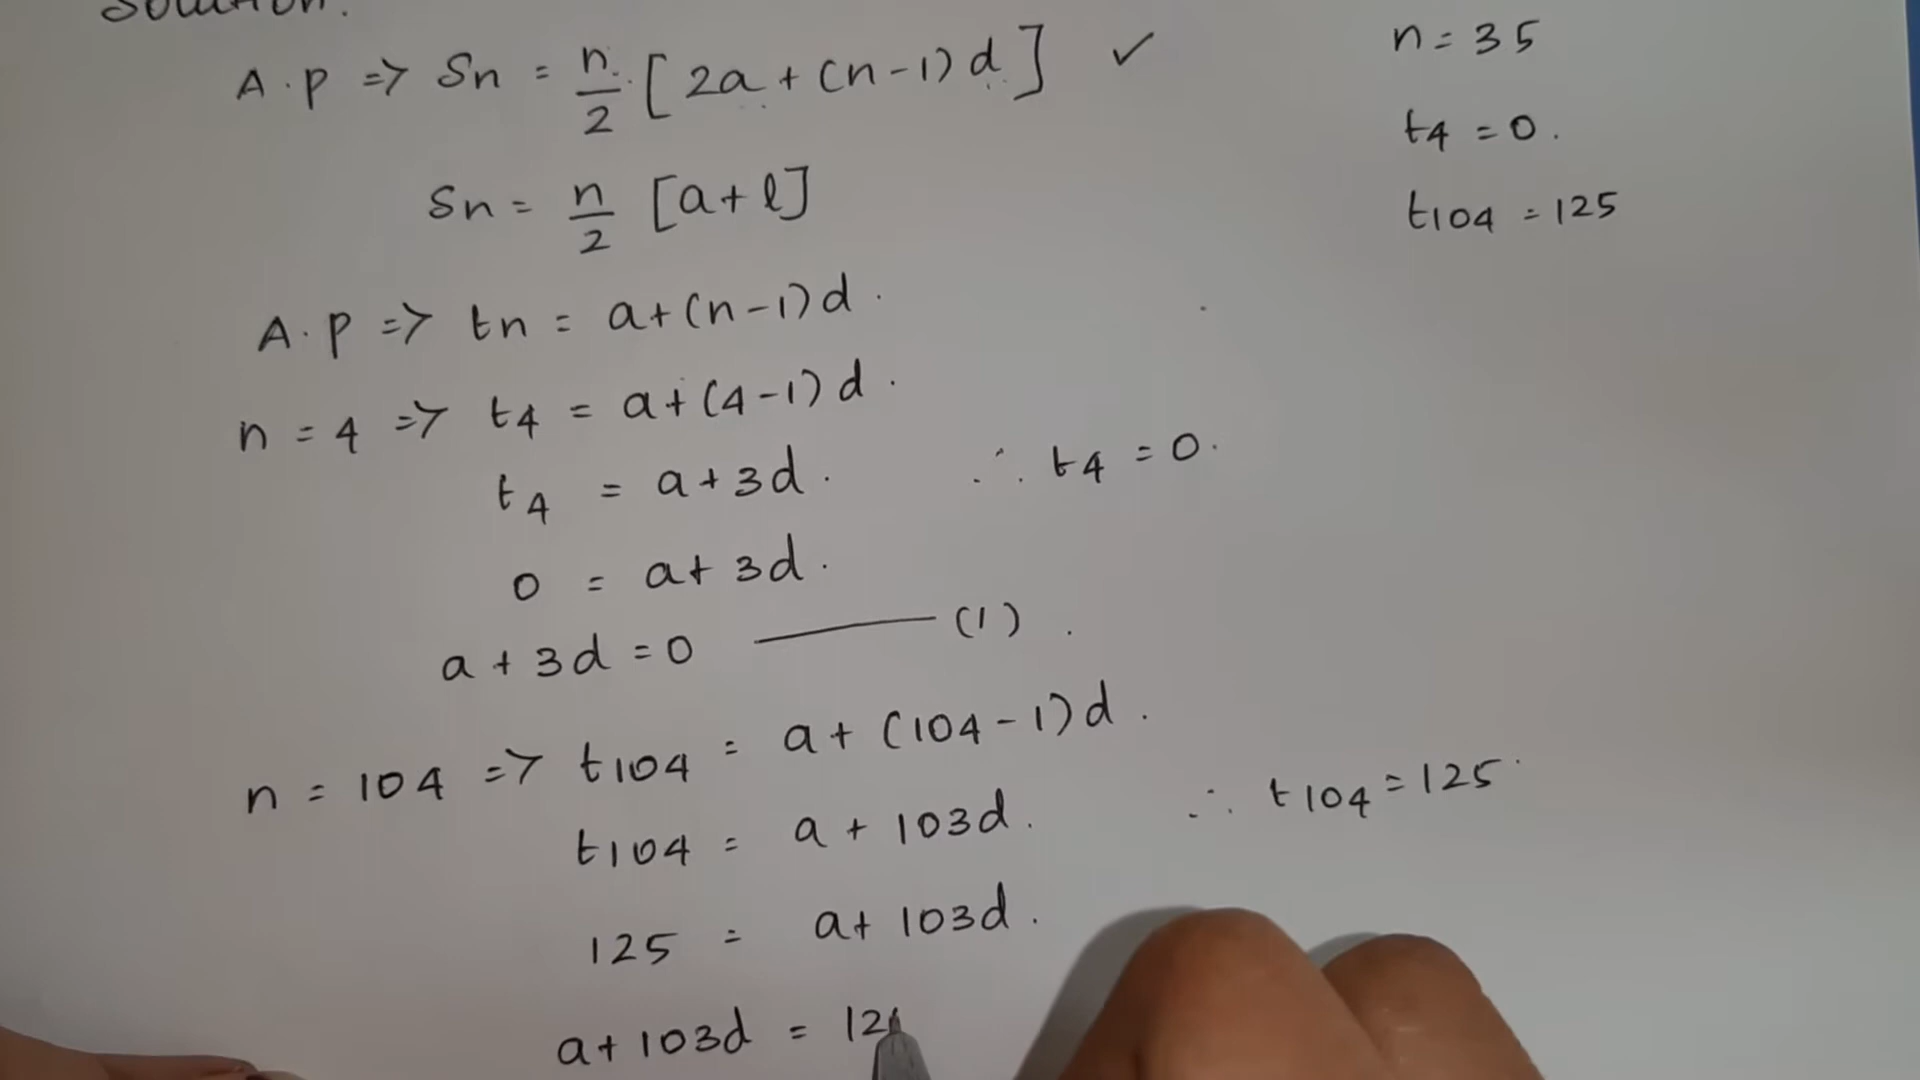 Solution.
A.p => Sn = n/2 [2a + (n-1)d] ✓
n = 35
t4 = 0.
Sn = n/2 [a+l]
t104 = 125
A.p => tn = a+(n-1)d.
n = 4 => t4 = a+(4-1)d.
t4 = a+3d. ∴ t4 = 0.
0 = a+3d.
a + 3d = 0 ——— (1).
n = 104 => t104 = a+(104-1)d.
t104 = a + 103d. ∴ t104 = 125.
125 = a+103d.
a+103d = 12